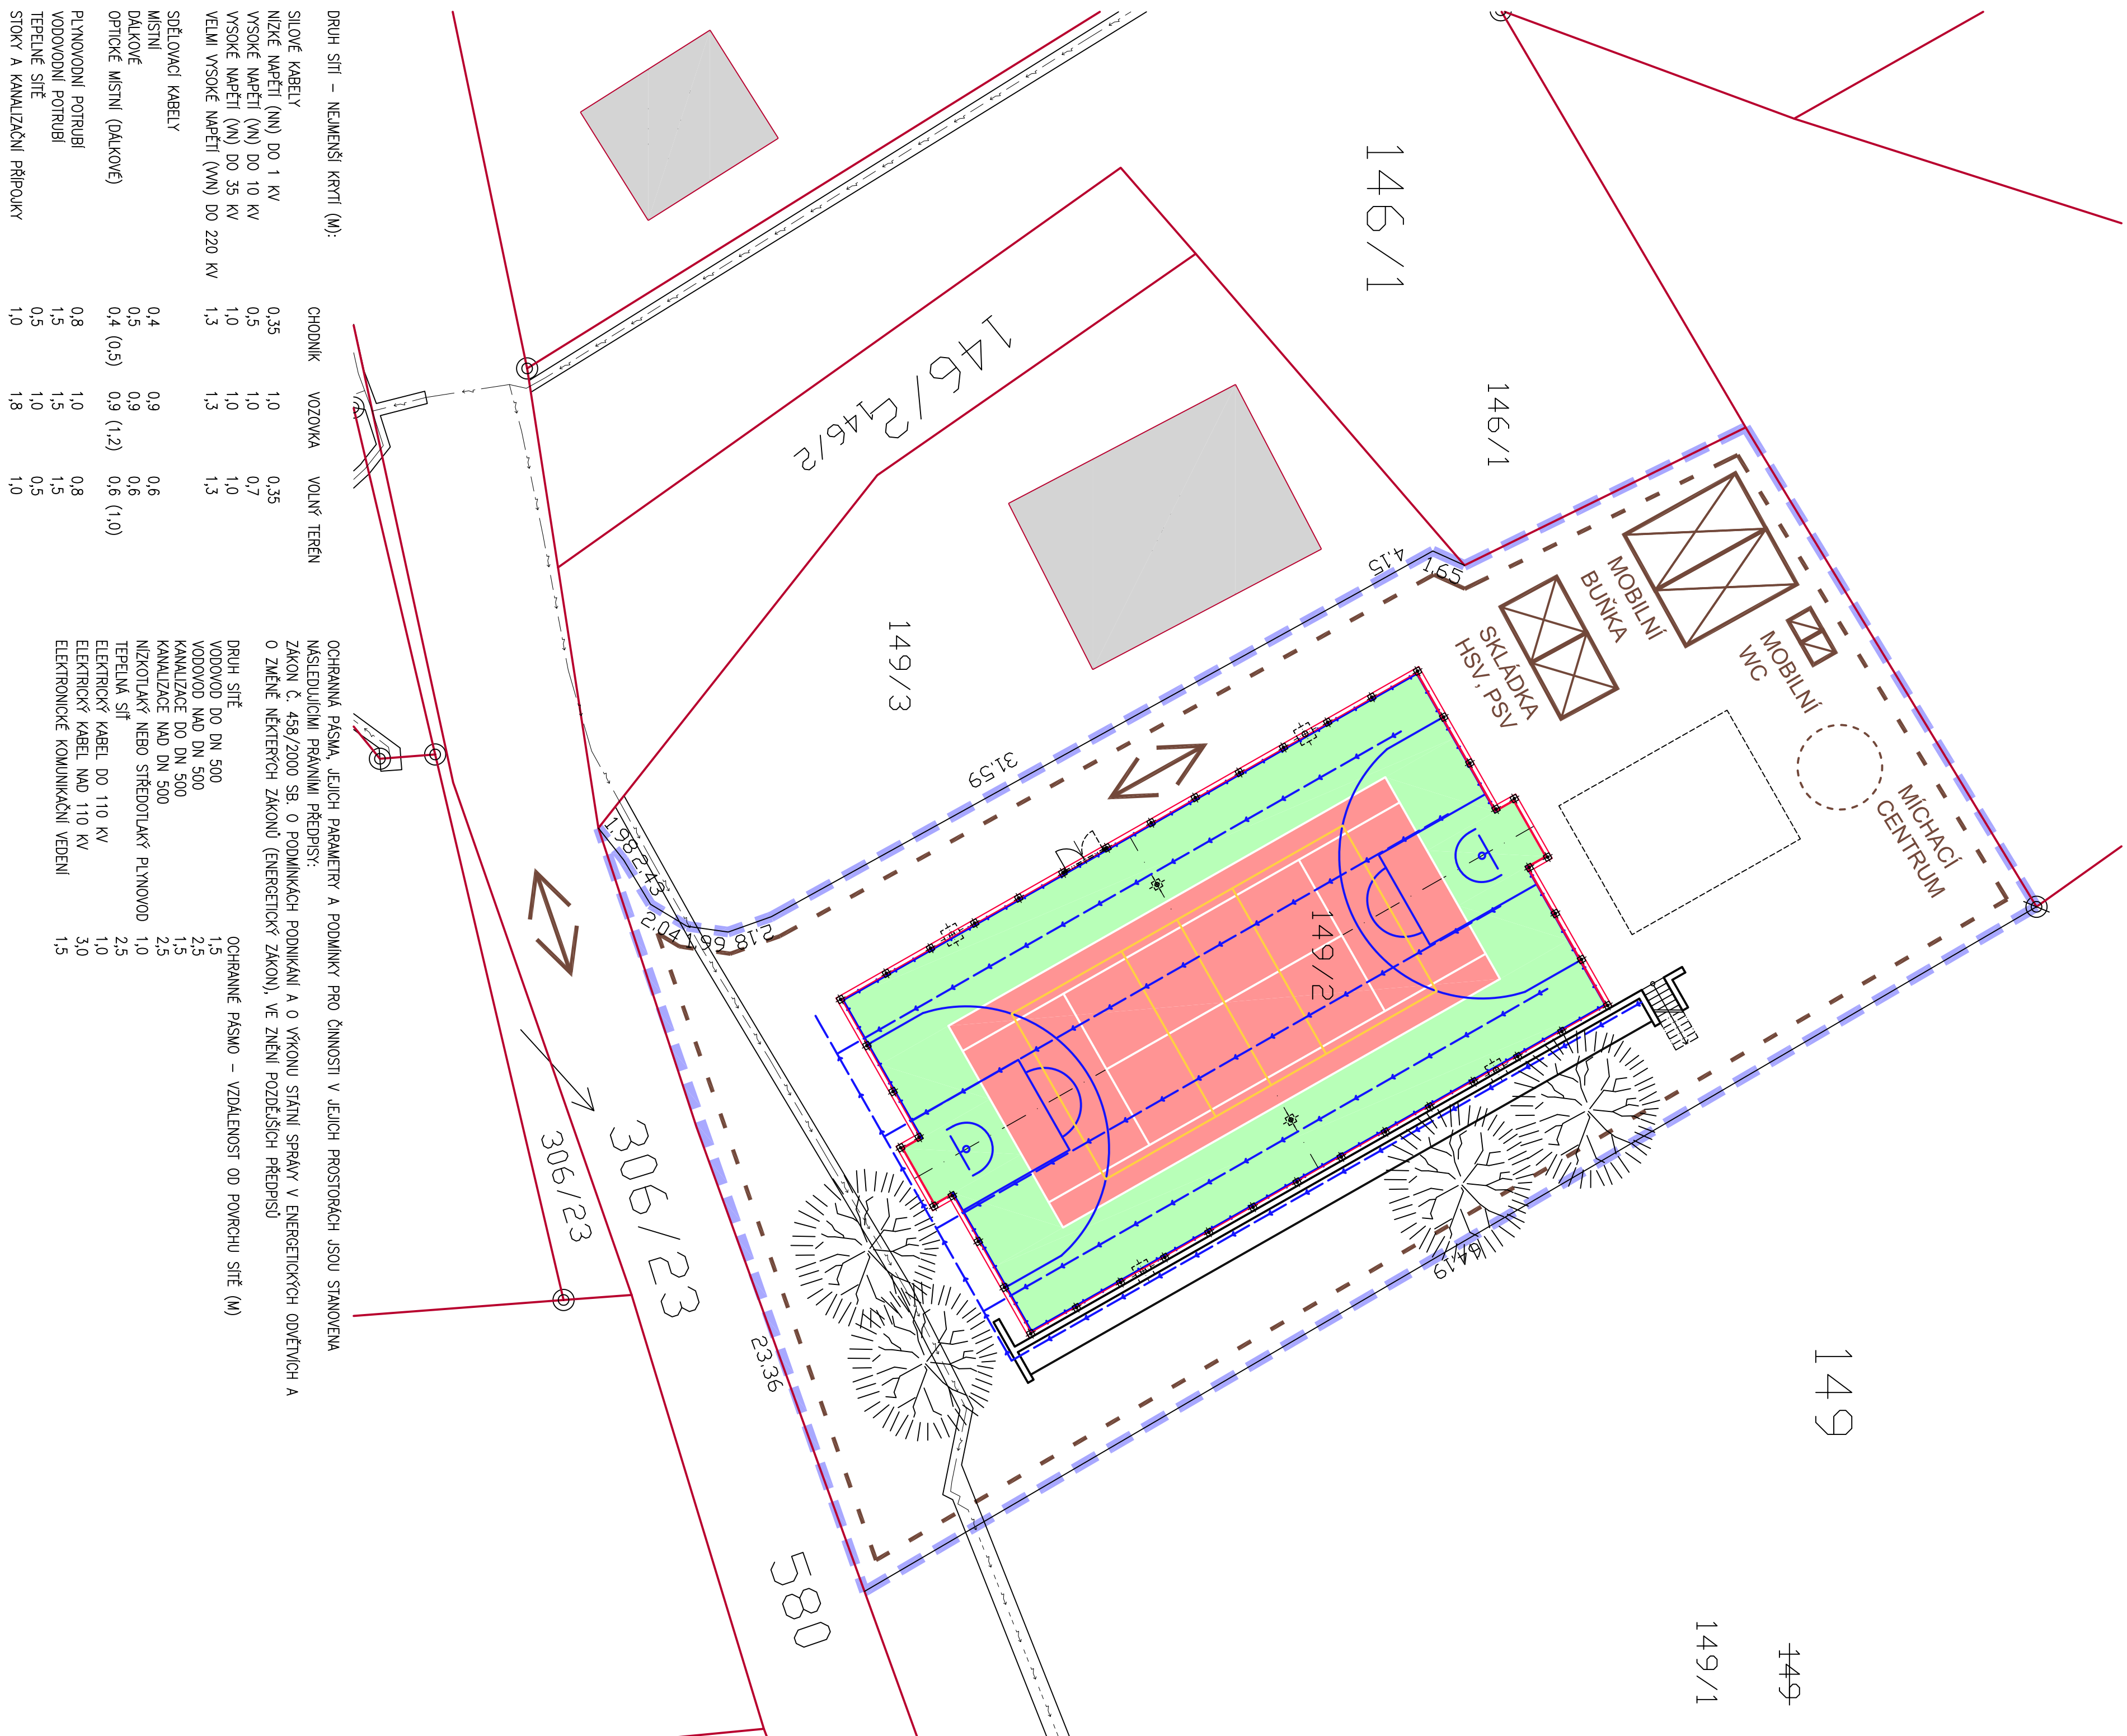 DRUH SÍTÍ – NEJMENŠÍ KRYTÍ (M):
CHODNÍK VOZOVKA VOLNÝ TERÉN
SILOVÉ KABELY
NÍZKÉ NAPĚTÍ (NN) DO 1 KV 0,35 1,0 0,35
VYSOKÉ NAPĚTÍ (VN) DO 10 KV 0,5 1,0 0,7
VYSOKÉ NAPĚTÍ (VN) DO 35 KV 1,0 1,0 1,0
VELMI VYSOKÉ NAPĚTÍ (VVN) DO 220 KV 1,3 1,3 1,3
SDĚLOVACÍ KABELY
MÍSTNÍ 0,4 0,9 0,6
DÁLKOVÉ 0,5 0,9 0,6
OPTICKÉ MÍSTNÍ (DÁLKOVÉ) 0,4 (0,5) 0,9 (1,2) 0,6 (1,0)
PLYNOVODNÍ POTRUBÍ 0,8 1,0 0,8
VODOVODNÍ POTRUBÍ 1,5 1,5 1,5
TEPELNÉ SÍTĚ 0,5 1,0 0,5
STOKY A KANALIZAČNÍ PŘÍPOJKY 1,0 1,8 1,0
OCHRANNÁ PÁSMA, JEJICH PARAMETRY A PODMÍNKY PRO ČINNOSTI V JEJICH PROSTORÁCH JSOU STANOVENA
NÁSLEDUJÍCÍMI PRÁVNÍMI PŘEDPISY:
ZÁKON Č. 458/2000 SB. O PODMÍNKÁCH PODNIKÁNÍ A O VÝKONU STÁTNÍ SPRÁVY V ENERGETICKÝCH ODVĚTVÍCH A
O ZMĚNĚ NĚKTERÝCH ZÁKONŮ (ENERGETICKÝ ZÁKON), VE ZNĚNÍ POZDĚJŠÍCH PŘEDPISŮ
DRUH SÍTĚ OCHRANNÉ PÁSMO – VZDÁLENOST OD POVRCHU SÍTĚ (M)
VODOVOD DO DN 500 1,5
VODOVOD NAD DN 500 2,5
KANALIZACE DO DN 500 1,5
KANALIZACE NAD DN 500 2,5
NÍZKOTLAKÝ NEBO STŘEDOTLAKÝ PLYNOVOD 1,0
TEPELNÁ SÍŤ 2,5
ELEKTRICKÝ KABEL DO 110 KV 1,0
ELEKTRICKÝ KABEL NAD 110 KV 3,0
ELEKTRONICKÉ KOMUNIKAČNÍ VEDENÍ 1,5
146/1
146/1
146/2
146/2
149/3
149/2
149
149
149/1
306/23
306/23
580
MOBILNÍ
BUŇKA
MOBILNÍ
WC
SKLÁDKA
HSV, PSV
MÍCHACÍ
CENTRUM
4.15
1.65
31.59
1.98
2.43
2.04
1.99
2.18
23.36
64.19